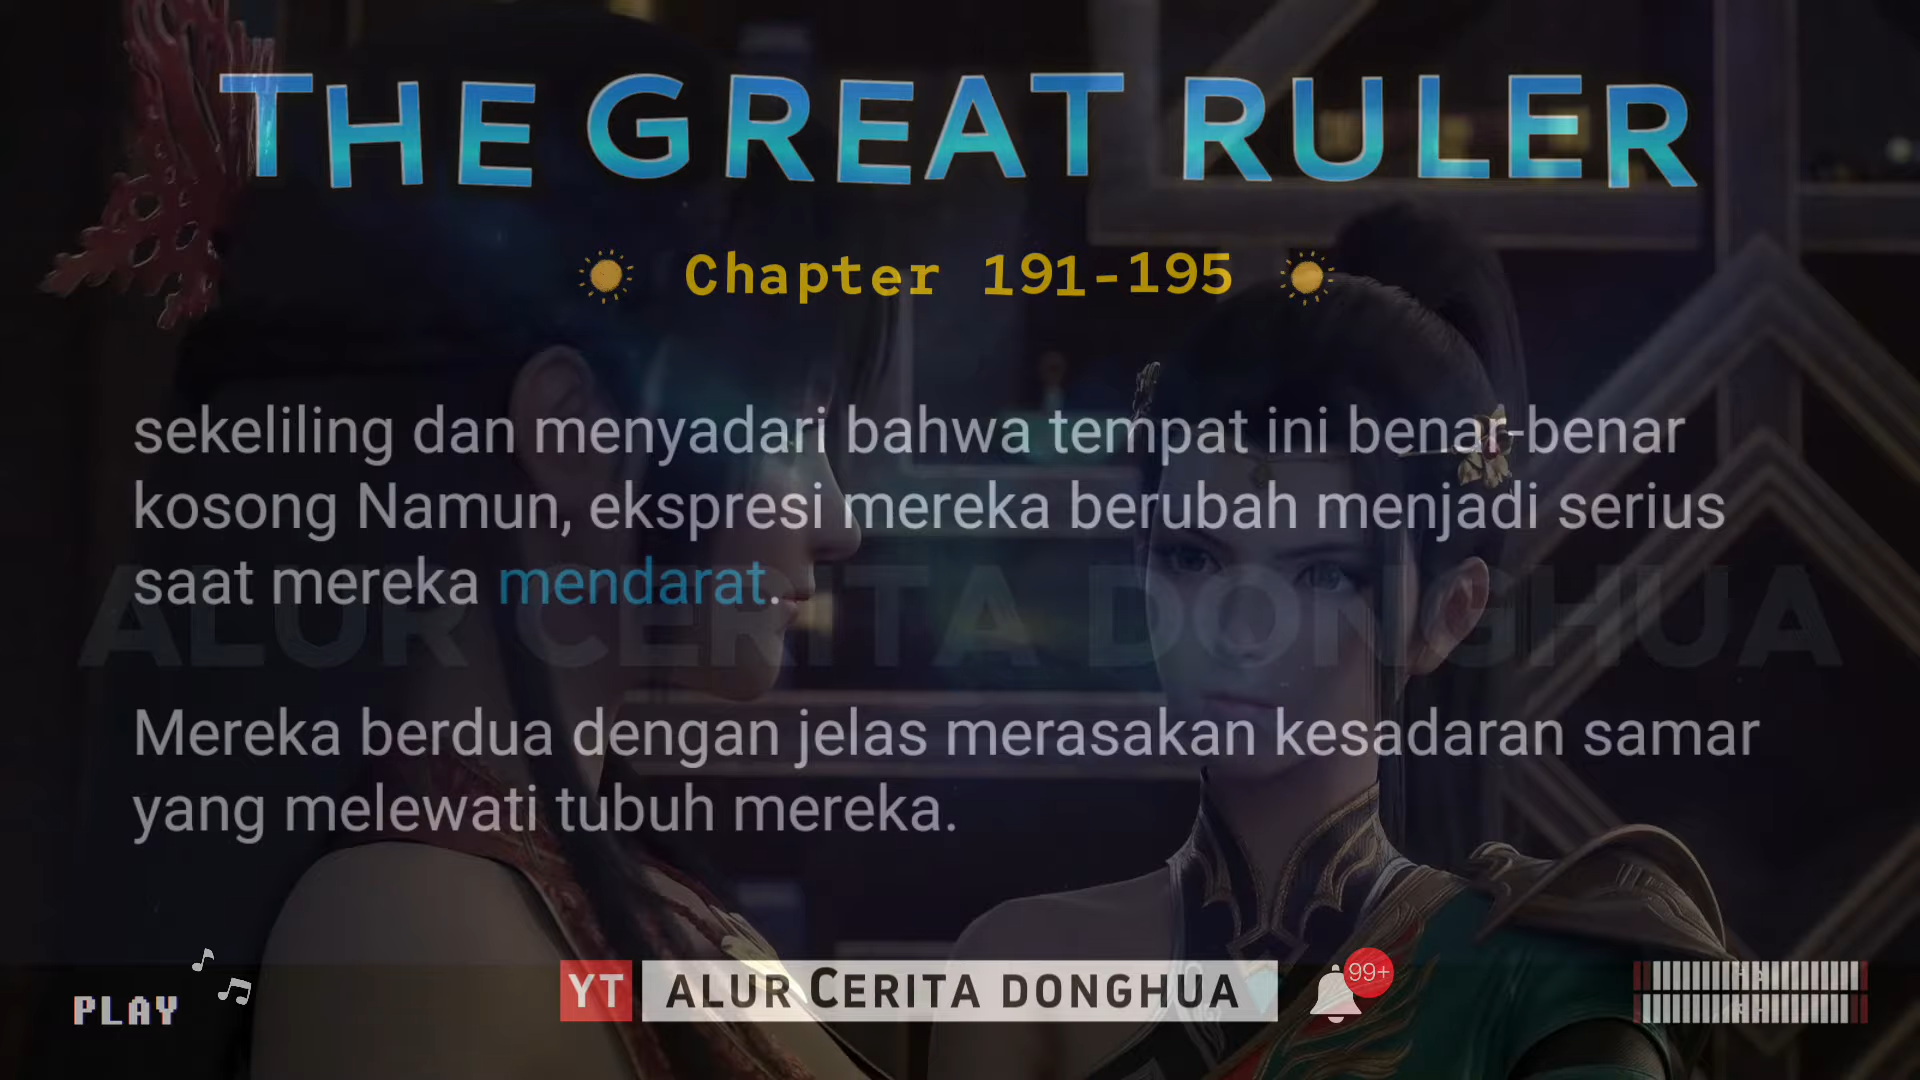 THE GREAT RULER
Chapter 191-195
sekeliling dan menyadari bahwa tempat ini benar-benar
kosong Namun, ekspresi mereka berubah menjadi serius
saat mereka mendarat.
ALUR CERITA DONGHUA
Mereka berdua dengan jelas merasakan kesadaran samar
yang melewati tubuh mereka.
PLAY
YT ALUR CERITA DONGHUA
99+